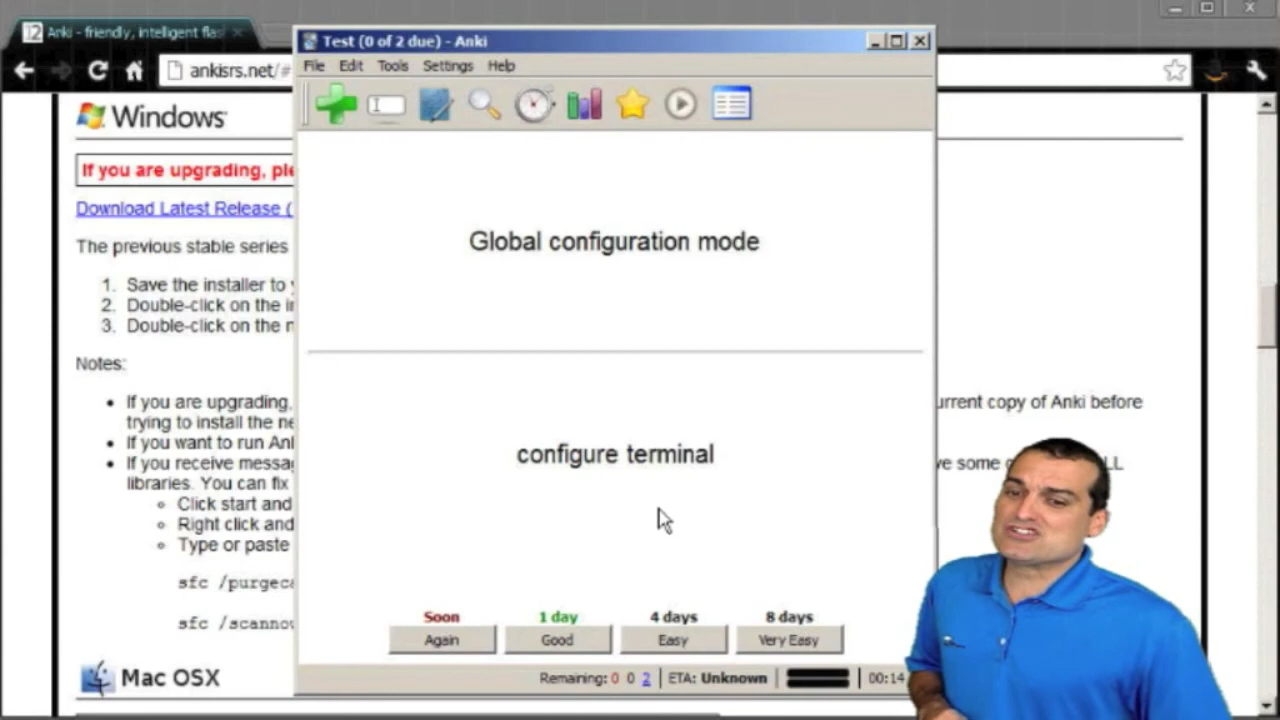 Anki - friendly, intelligent flas
ankisrs.net/#
Windows
If you are upgrading, ple
Download Latest Release (
The previous stable series
1. Save the installer to y
2. Double-click on the i
3. Double-click on the n
Notes:
• If you are upgrading,
urrent copy of Anki before
trying to install the ne
• If you want to run Anki
• If you receive messa
ve some
LL
libraries. You can fix
Click start and
Right click and
Type or paste
sfc /purgeca
sfc /scannov
Mac OSX
Test (0 of 2 due) - Anki
File Edit Tools Settings Help
Global configuration mode
configure terminal
Soon 1 day 4 days 8 days
Again Good Easy Very Easy
Remaining: 0 0 2 ETA: Unknown 00:14